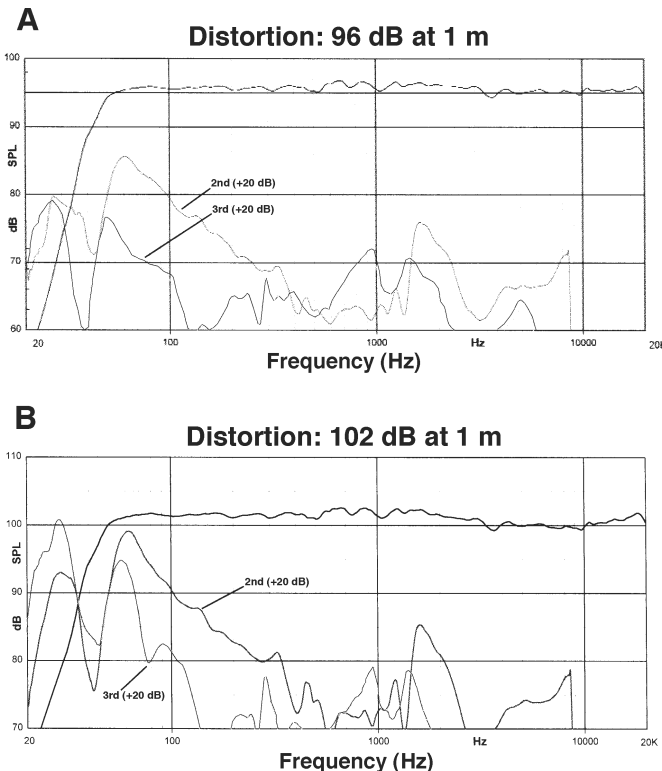 A
Distortion: 96 dB at 1 m
100
90
80
70
60
dB SPL
2nd (+20 dB)
3rd (+20 dB)
20 100 1000 Hz 10000 20K
Frequency (Hz)
B
Distortion: 102 dB at 1 m
110
100
90
80
70
dB SPL
2nd (+20 dB)
3rd (+20 dB)
20 100 1000 Hz 10000 20K
Frequency (Hz)